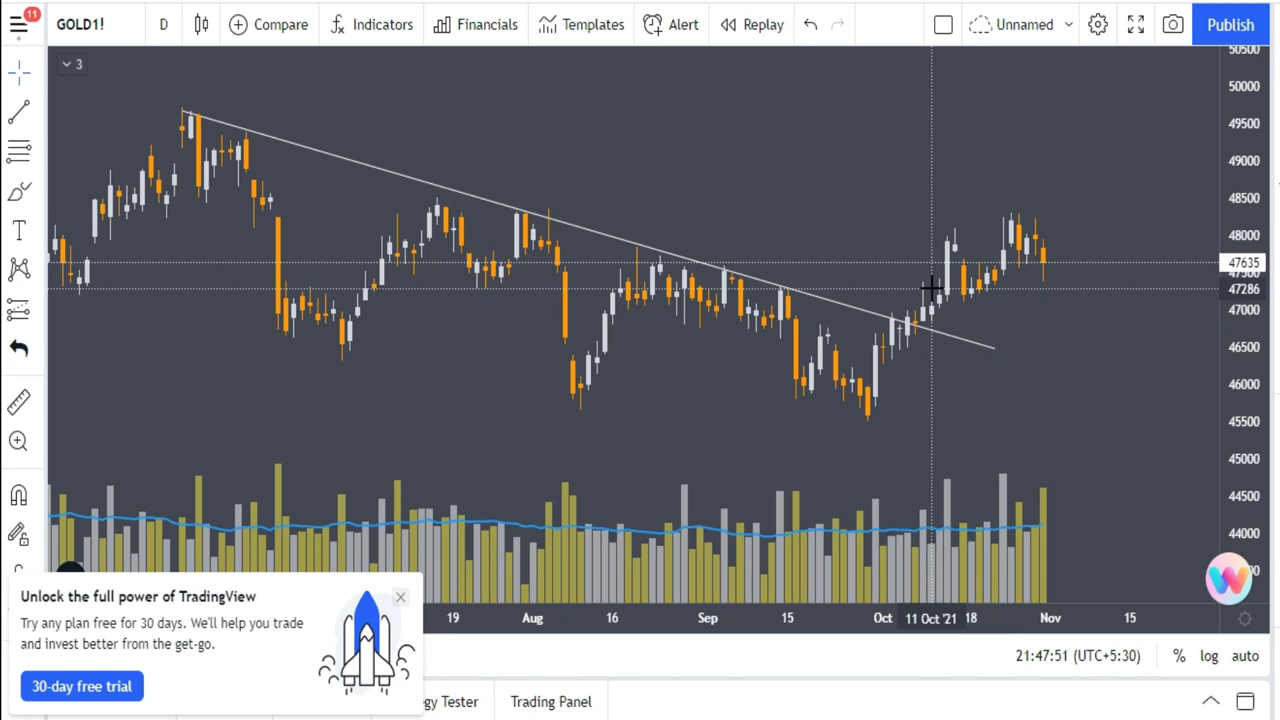 11
GOLD1!
D
Compare
Indicators
Financials
Templates
Alert
Replay
Unnamed
Publish
3
T
50500
50000
49500
49000
48500
48000
47635
47500
47286
47000
46500
46000
45500
45000
44500
44000
19
Aug
16
Sep
15
Oct
11 Oct '21
18
Nov
15
Unlock the full power of TradingView
Try any plan free for 30 days. We'll help you trade
and invest better from the get-go.
30-day free trial
21:47:51 (UTC+5:30)
%
log
auto
gy Tester
Trading Panel